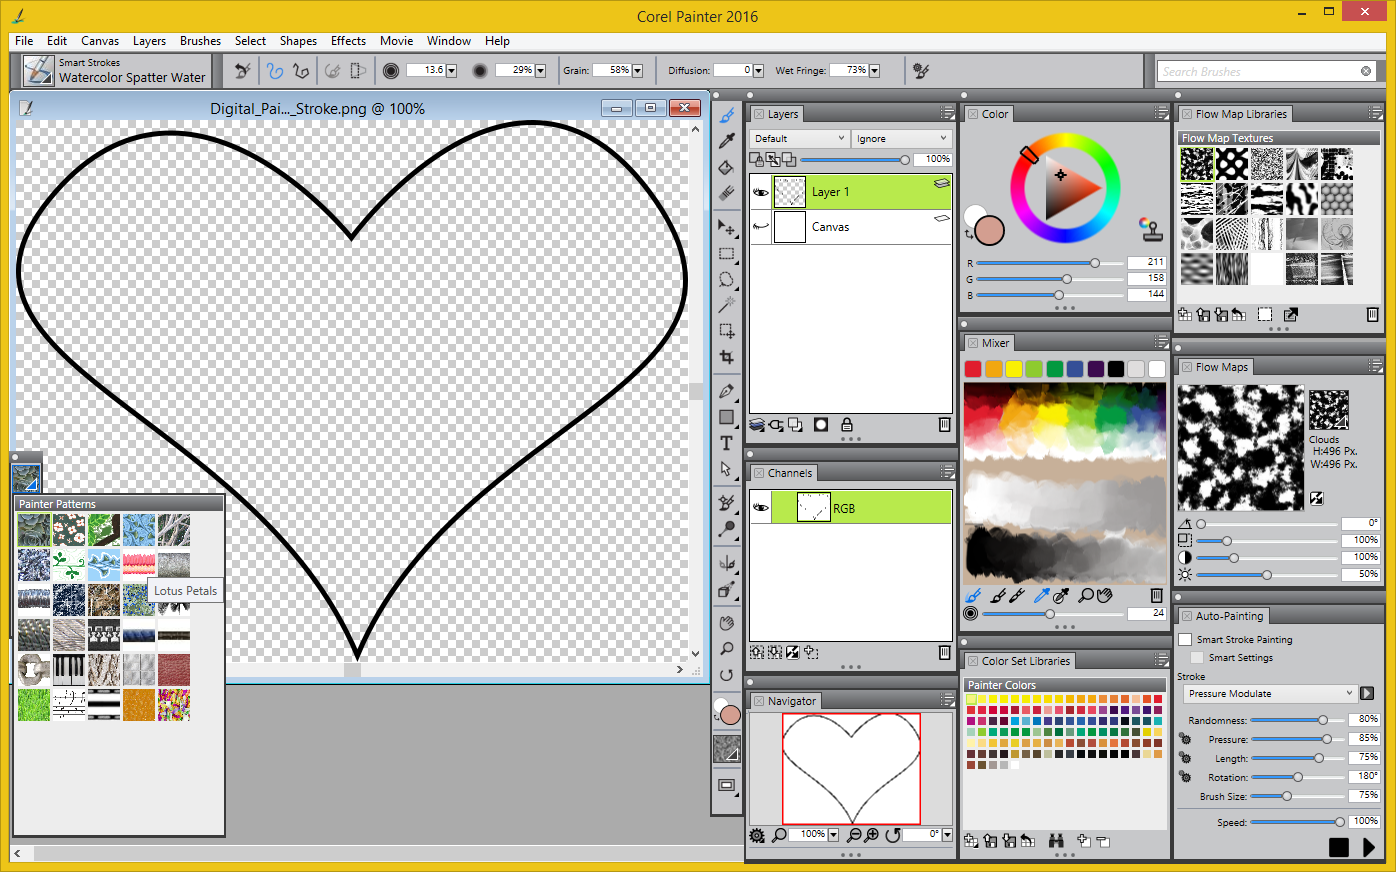 Corel Painter 2016
File Edit Canvas Layers Brushes Select Shapes Effects Movie Window Help
Smart Strokes
Watercolor Spatter Water
13.6
29%
Grain: 58%
Diffusion: 0
Wet Fringe: 73%
Search Brushes
Digital_Pai..._Stroke.png @ 100%
Painter Patterns
Lotus Petals
T
Layers
Default
Ignore
100%
Layer 1
Canvas
Channels
RGB
Navigator
100%
0°
Color
R 211
G 158
B 144
Mixer
24
Color Set Libraries
Painter Colors
Flow Map Libraries
Flow Map Textures
Flow Maps
Clouds
H:496 Px.
W:496 Px.
0°
100%
100%
50%
Auto-Painting
Smart Stroke Painting
Smart Settings
Stroke
Pressure Modulate
Randomness: 80%
Pressure: 85%
Length: 75%
Rotation: 180°
Brush Size: 75%
Speed: 100%